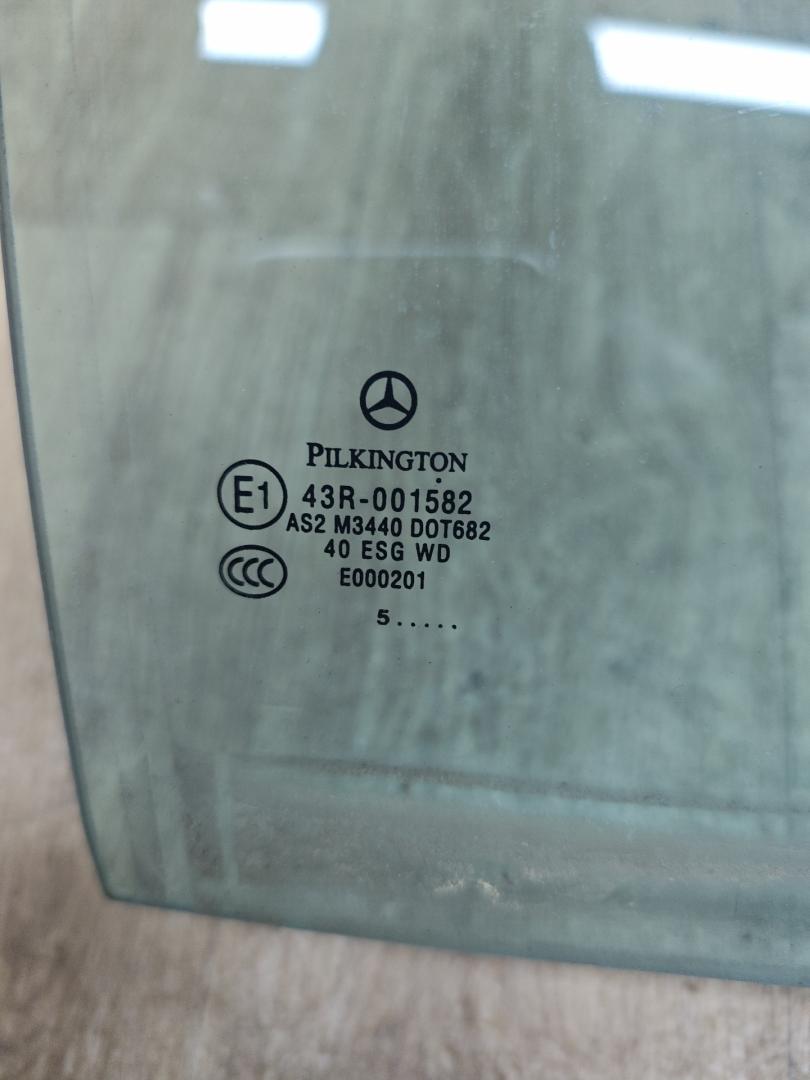 PILKINGTON
E1 43R-001582
AS2 M3440 DOT682
40 ESG WD
CCC E000201
5.....